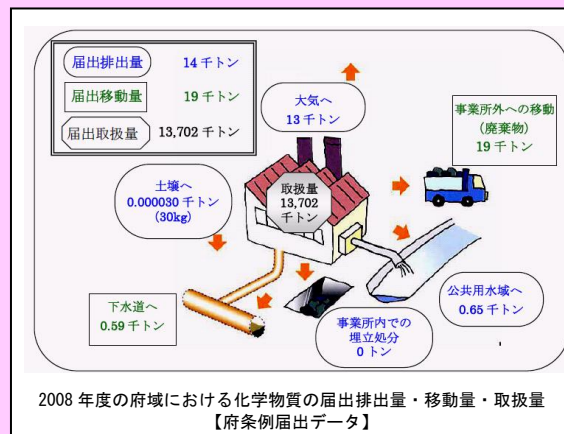 届出排出量 14 千トン
届出移動量 19 千トン
届出取扱量 13,702 千トン
大気へ
13 千トン
事業所外への移動
(廃棄物)
19 千トン
土壌へ
0.000030 千トン
(30kg)
取扱量
13,702
千トン
下水道へ
0.59 千トン
事業所内での
埋立処分
0 トン
公共用水域へ
0.65 千トン
2008 年度の府域における化学物質の届出排出量・移動量・取扱量
【府条例届出データ】